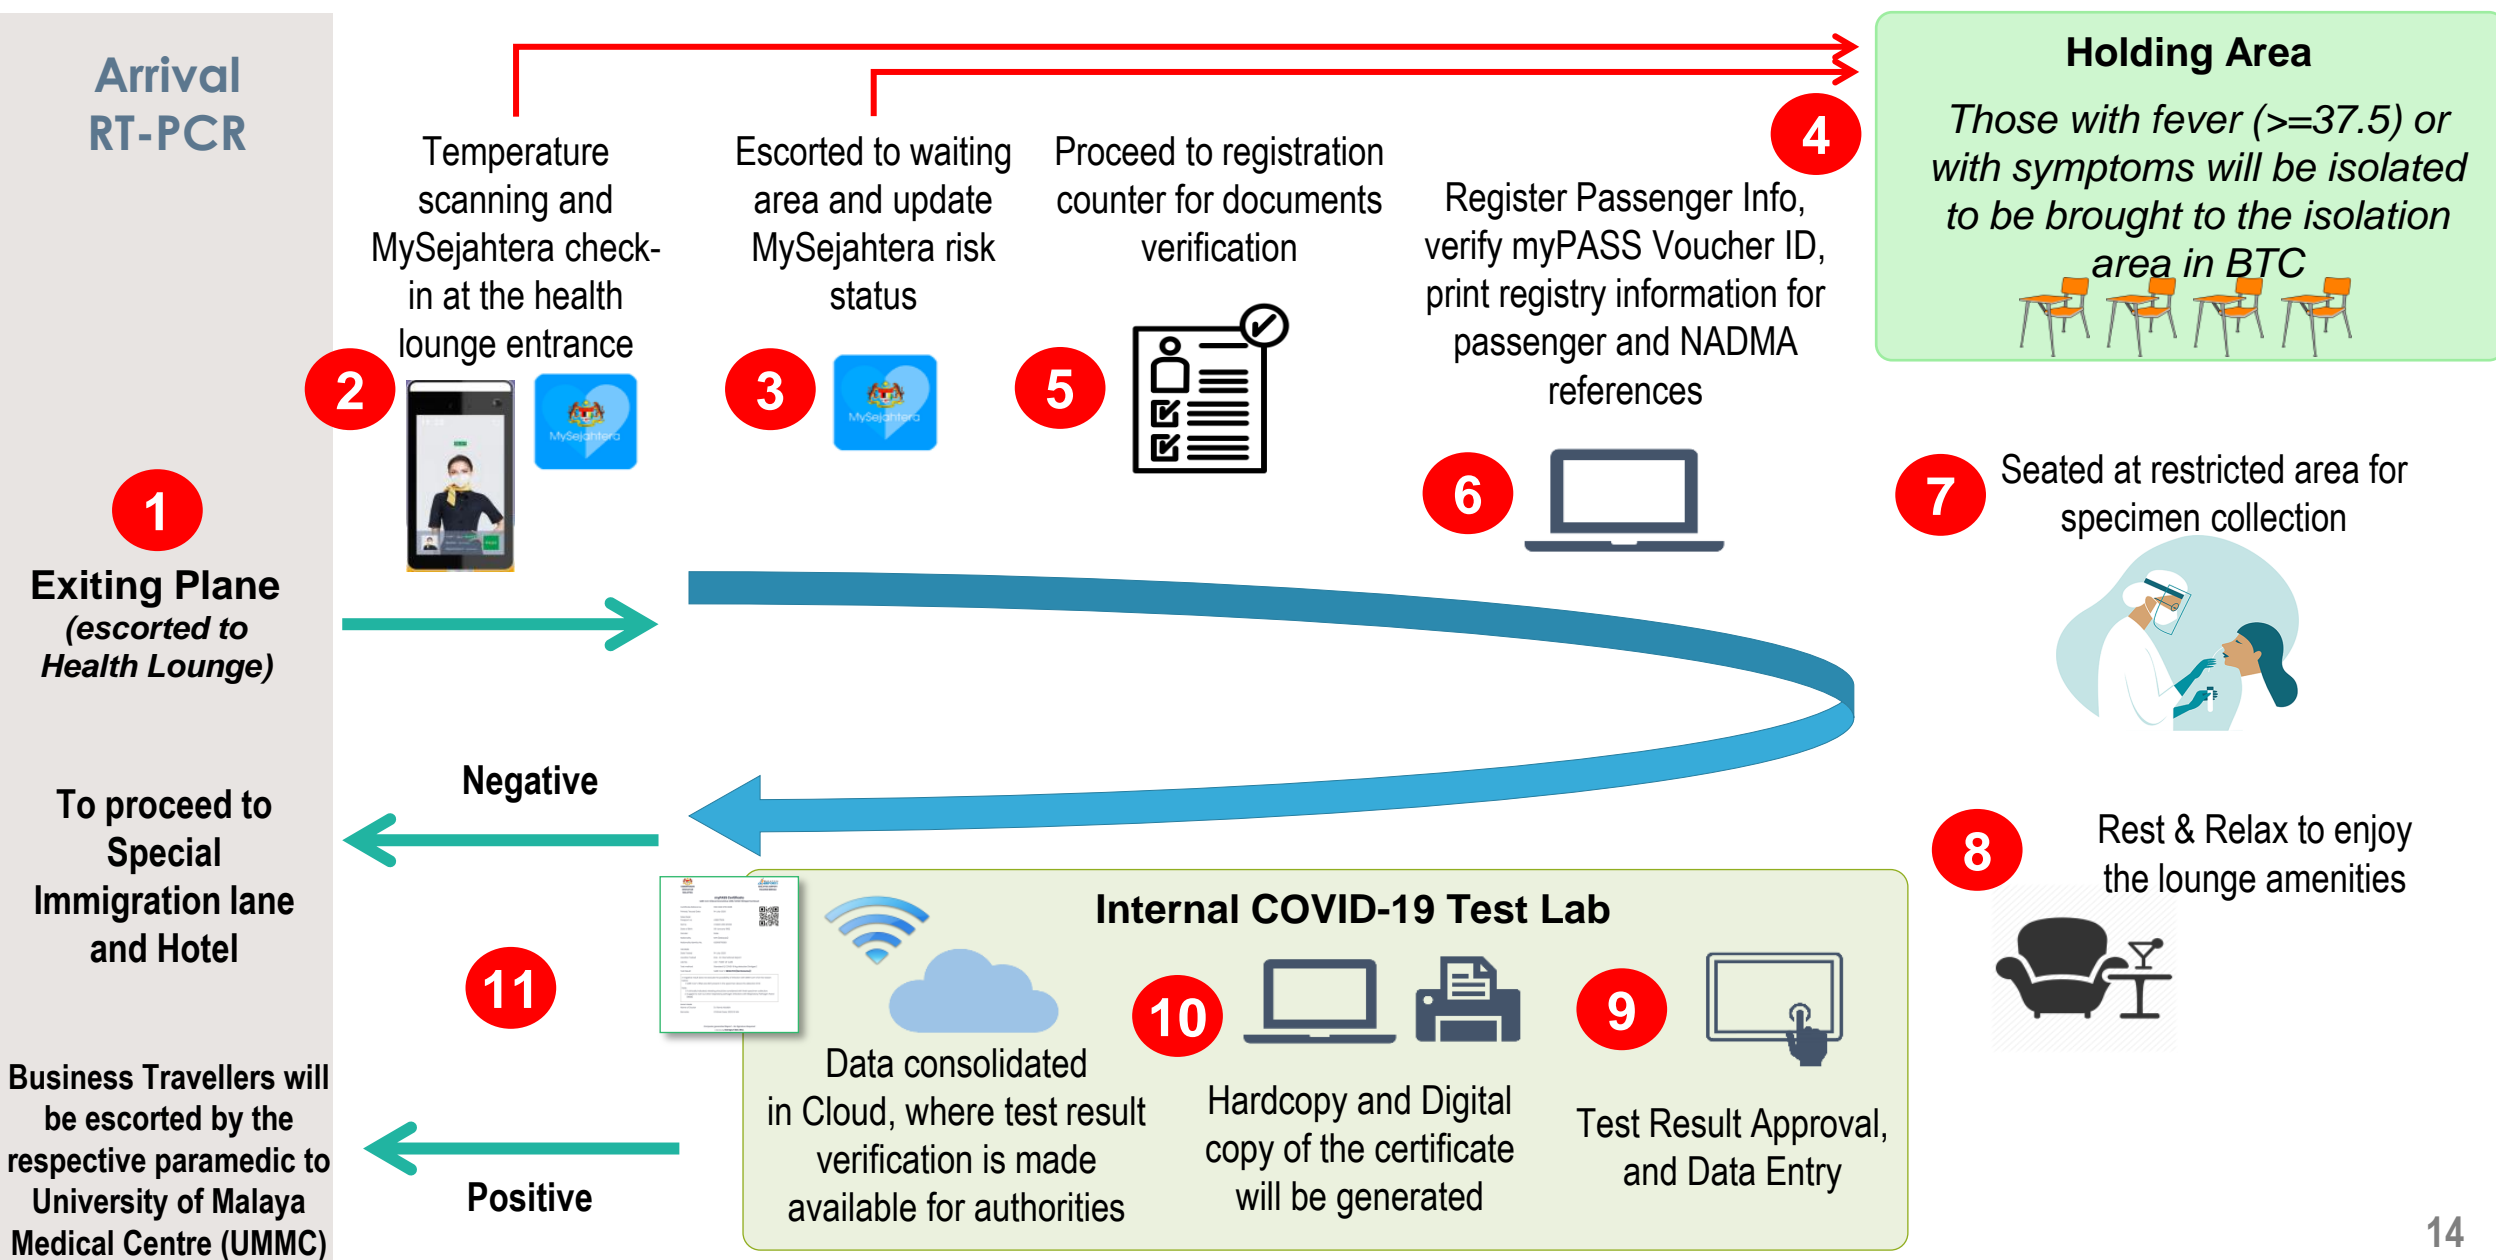 Arrival
RT-PCR
1
Exiting Plane
(escorted to
Health Lounge)
2
Temperature
scanning and
MySejahtera check-
in at the health
lounge entrance
MySejahtera
3
Escorted to waiting
area and update
MySejahtera risk
status
MySejahtera
4
Holding Area
Those with fever (>=37.5) or
with symptoms will be isolated
to be brought to the isolation
area in BTC
5
Proceed to registration
counter for documents
verification
6
Register Passenger Info,
verify myPASS Voucher ID,
print registry information for
passenger and NADMA
references
7
Seated at restricted area for
specimen collection
8
Rest & Relax to enjoy
the lounge amenities
Internal COVID-19 Test Lab
9
Test Result Approval,
and Data Entry
10
Hardcopy and Digital
copy of the certificate
will be generated
Data consolidated
in Cloud, where test result
verification is made
available for authorities
11
Negative
To proceed to
Special
Immigration lane
and Hotel
Positive
Business Travellers will
be escorted by the
respective paramedic to
University of Malaya
Medical Centre (UMMC)
14